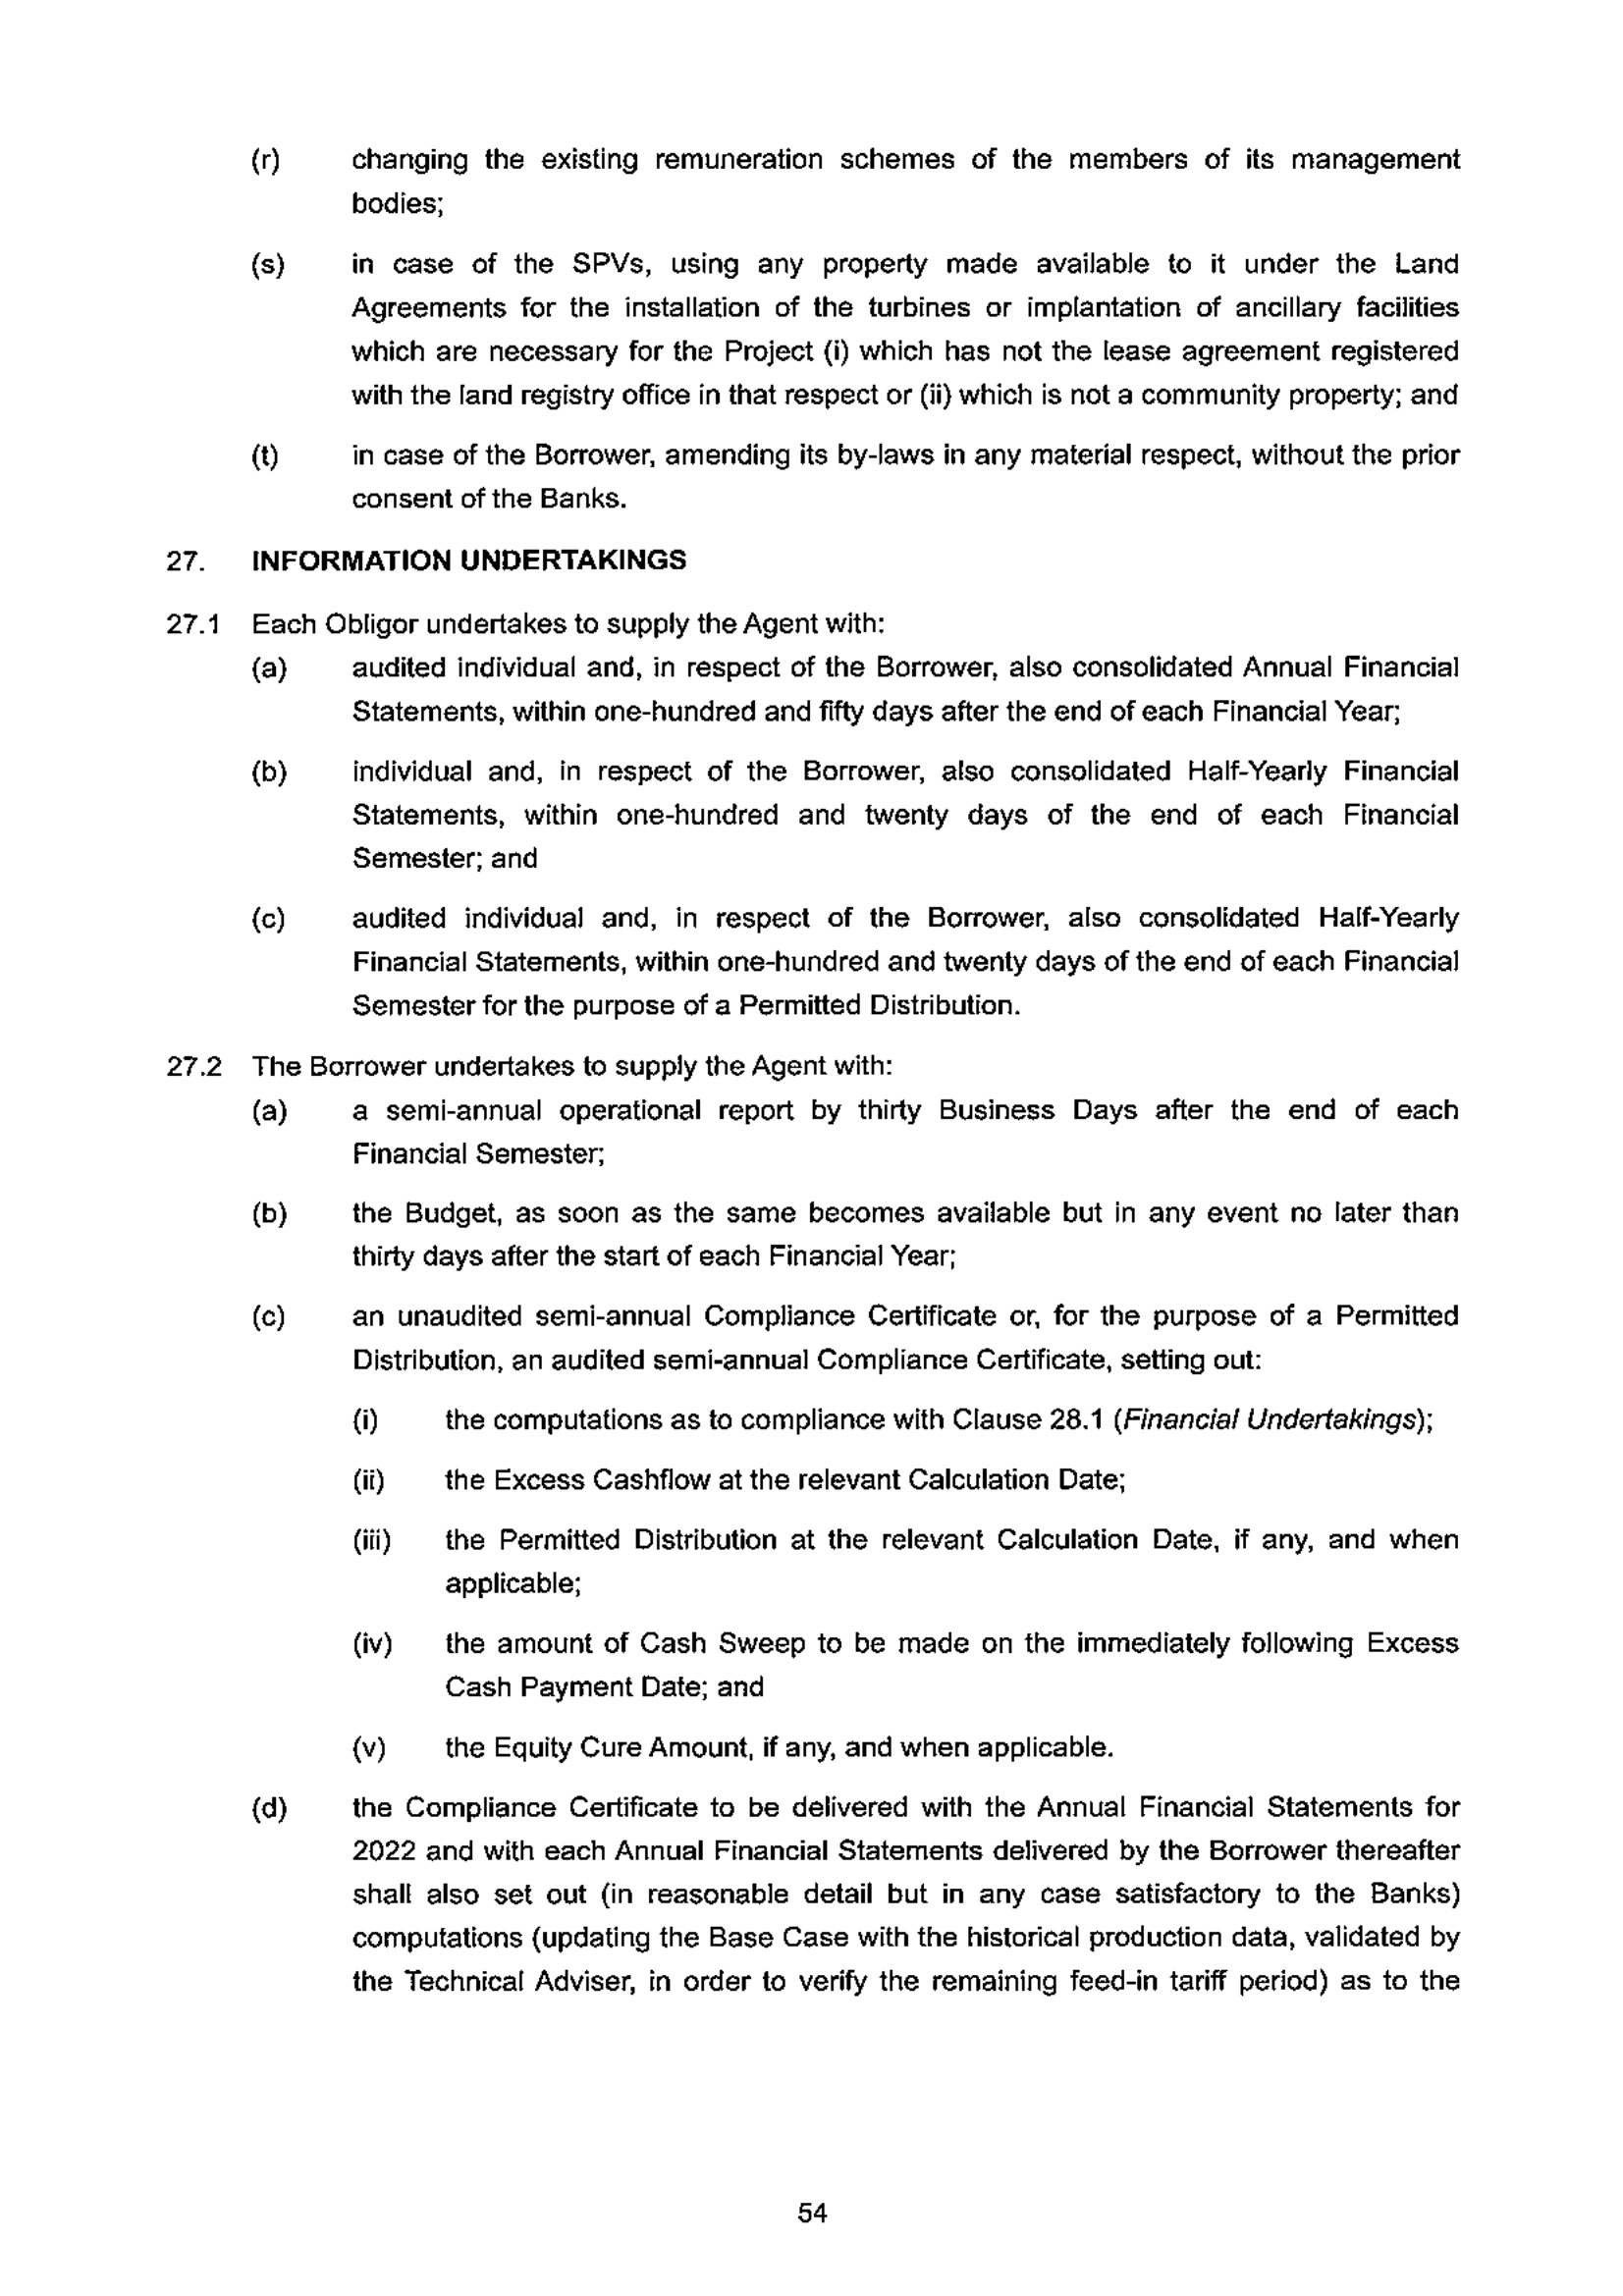 (r) changing the existing remuneration schemes of the members of its management
bodies;
(s) in case of the SPVs, using any property made available to it under the Land
Agreements for the installation of the turbines or implantation of ancillary facilities
which are necessary for the Project (i) which has not the lease agreement registered
with the land registry office in that respect or (ii) which is not a community property; and
(t) in case of the Borrower, amending its by-laws in any material respect, without the prior
consent of the Banks.
27. INFORMATION UNDERTAKINGS
27.1 Each Obligor undertakes to supply the Agent with:
(a) audited individual and, in respect of the Borrower, also consolidated Annual Financial
Statements, within one-hundred and fifty days after the end of each Financial Year;
(b) individual and, in respect of the Borrower, also consolidated Half-Yearly Financial
Statements, within one-hundred and twenty days of the end of each Financial
Semester; and
(c) audited individual and, in respect of the Borrower, also consolidated Half-Yearly
Financial Statements, within one-hundred and twenty days of the end of each Financial
Semester for the purpose of a Permitted Distribution.
27.2 The Borrower undertakes to supply the Agent with:
(a) a semi-annual operational report by thirty Business Days after the end of each
Financial Semester;
(b) the Budget, as soon as the same becomes available but in any event no later than
thirty days after the start of each Financial Year;
(c) an unaudited semi-annual Compliance Certificate or, for the purpose of a Permitted
Distribution, an audited semi-annual Compliance Certificate, setting out:
(i) the computations as to compliance with Clause 28.1 (Financial Undertakings);
(ii) the Excess Cashflow at the relevant Calculation Date;
(iii) the Permitted Distribution at the relevant Calculation Date, if any, and when
applicable;
(iv) the amount of Cash Sweep to be made on the immediately following Excess
Cash Payment Date; and
(v) the Equity Cure Amount, if any, and when applicable.
(d) the Compliance Certificate to be delivered with the Annual Financial Statements for
2022 and with each Annual Financial Statements delivered by the Borrower thereafter
shall also set out (in reasonable detail but in any case satisfactory to the Banks)
computations (updating the Base Case with the historical production data, validated by
the Technical Adviser, in order to verify the remaining feed-in tariff period) as to the
54